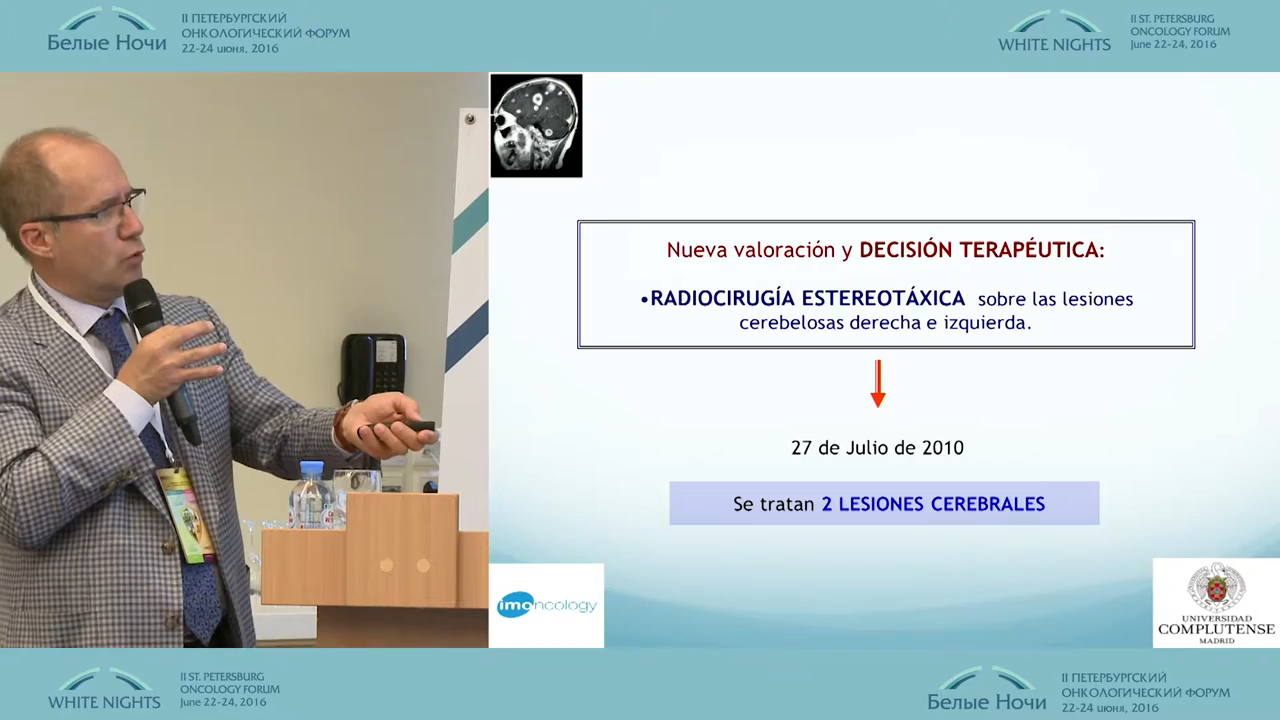 Белые Ночи
II ПЕТЕРБУРГСКИЙ
ОНКОЛОГИЧЕСКИЙ ФОРУМ
22-24 июня, 2016
WHITE NIGHTS
II ST. PETERSBURG
ONCOLOGY FORUM
June 22-24, 2016
Nueva valoración y DECISIÓN TERAPÉUTICA:
•RADIOCIRUGÍA ESTEREOTÁXICA sobre las lesiones
cerebelosas derecha e izquierda.
27 de Julio de 2010
Se tratan 2 LESIONES CEREBRALES
imoncology
UNIVERSIDAD
COMPLUTENSE
MADRID
WHITE NIGHTS
II ST. PETERSBURG
ONCOLOGY FORUM
June 22-24, 2016
Белые Ночи
II ПЕТЕРБУРГСКИЙ
ОНКОЛОГИЧЕСКИЙ ФОРУМ
22-24 июня, 2016